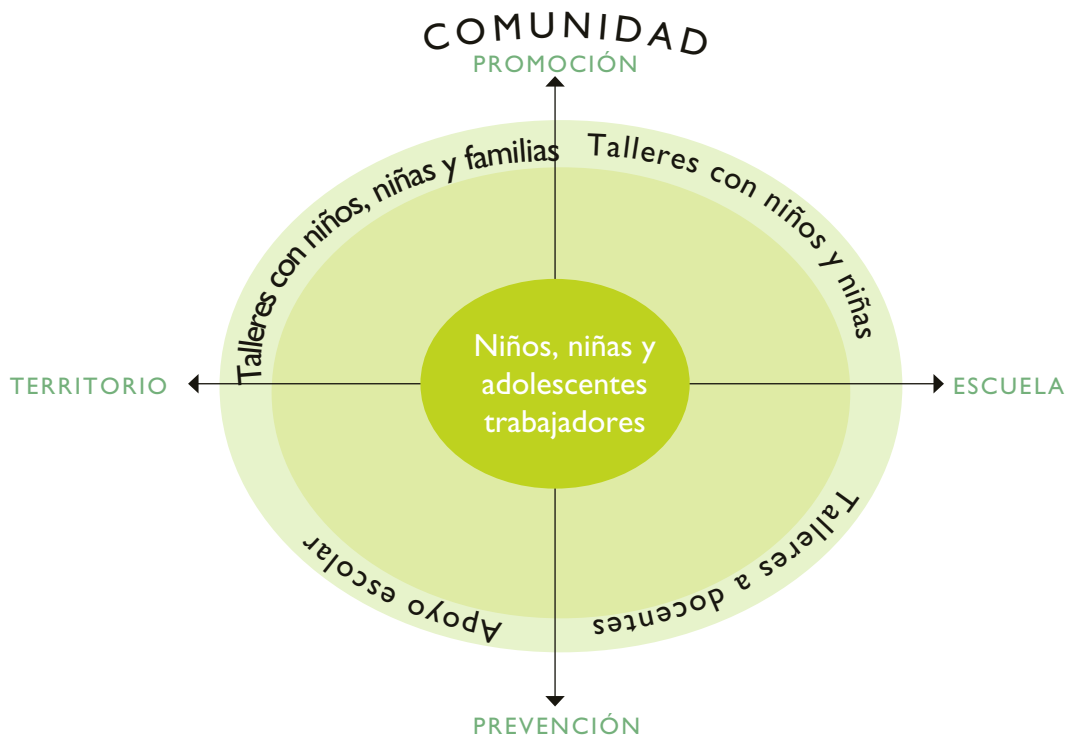 COMUNIDAD
PROMOCIÓN
Talleres con niños, niñas y familias
Talleres con niños y niñas
TERRITORIO
Niños, niñas y
adolescentes
trabajadores
ESCUELA
Apoyo escolar
Talleres a docentes
PREVENCIÓN